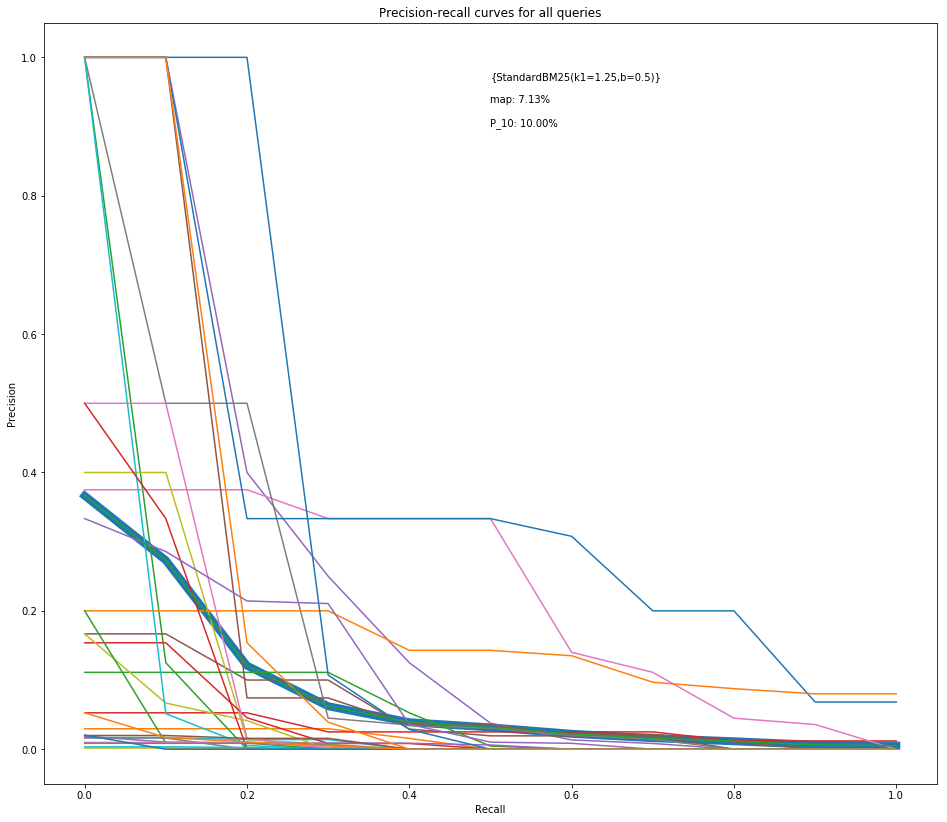 Precision-recall curves for all queries
{StandardBM25(k1=1.25,b=0.5)}
map: 7.13%
P_10: 10.00%
Precision
1.0
0.8
0.6
0.4
0.2
0.0
0.0 0.2 0.4 0.6 0.8 1.0
Recall